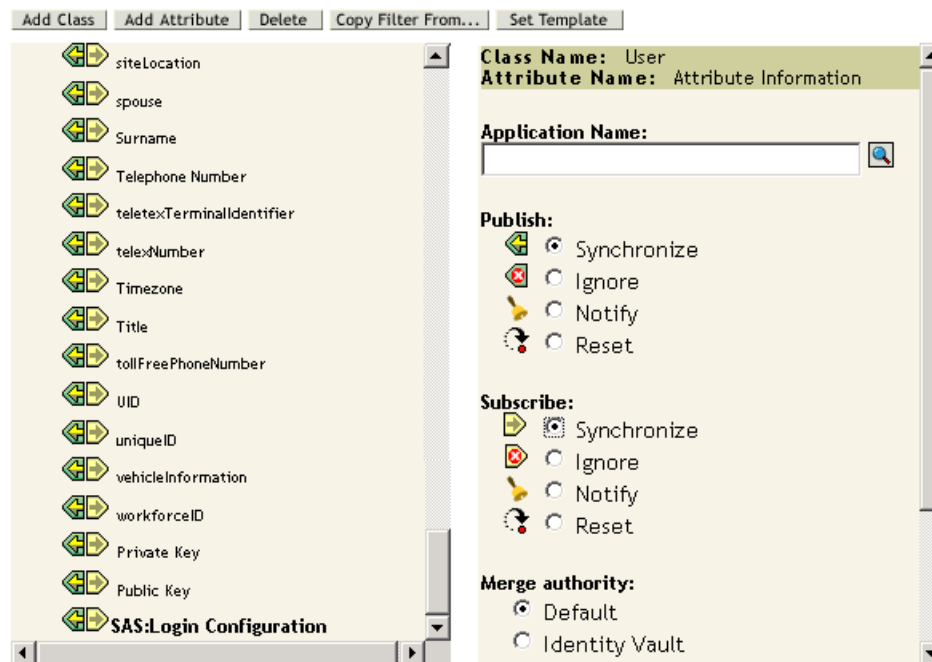 Add Class Add Attribute Delete Copy Filter From... Set Template
siteLocation
spouse
Surname
Telephone Number
teletexTerminalIdentifier
telexNumber
Timezone
Title
tollFreePhoneNumber
UID
uniqueID
vehicleInformation
workforceID
Private Key
Public Key
SAS:Login Configuration
Class Name: User
Attribute Name: Attribute Information
Application Name:
Publish:
Synchronize
Ignore
Notify
Reset
Subscribe:
Synchronize
Ignore
Notify
Reset
Merge authority:
Default
Identity Vault